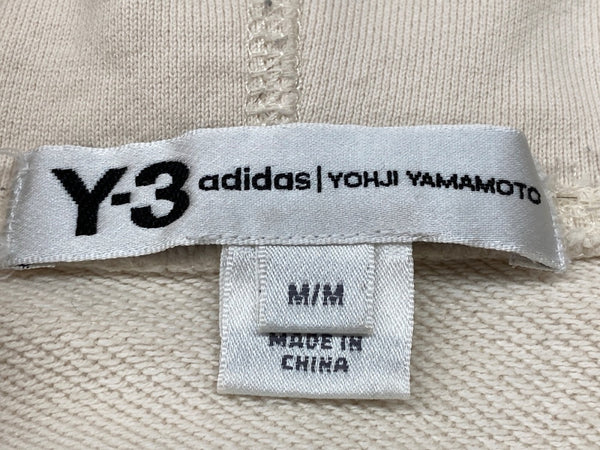 Y-3 adidas | YOHJI YAMAMOTO
M/M
MADE IN
CHINA